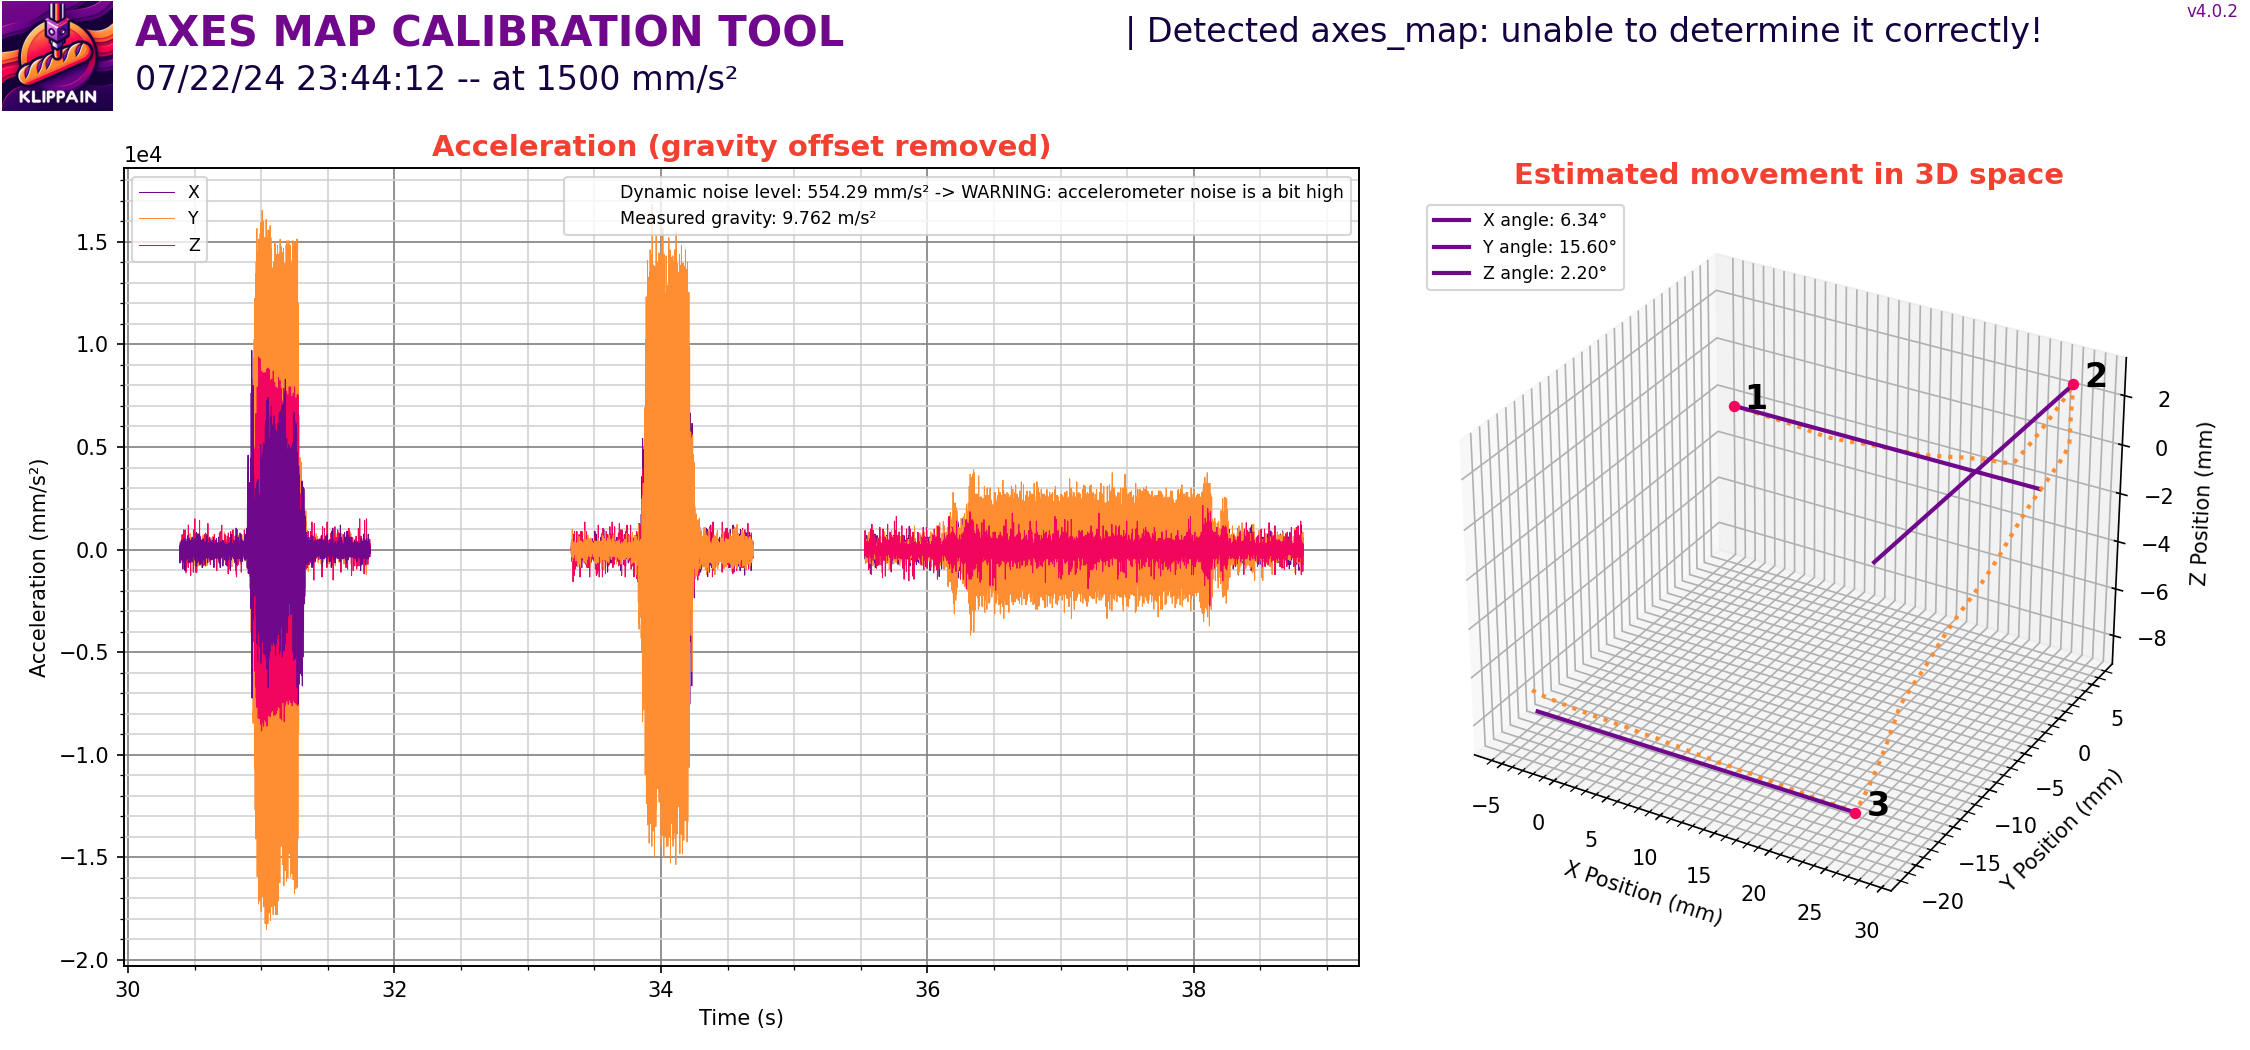 AXES MAP CALIBRATION TOOL
| Detected axes_map: unable to determine it correctly!
v4.0.2
07/22/24 23:44:12 -- at 1500 mm/s²
KLIPPAIN
Acceleration (gravity offset removed)
1e4
X
Y
Z
Dynamic noise level: 554.29 mm/s² -> WARNING: accelerometer noise is a bit high
Measured gravity: 9.762 m/s²
1.5
1.0
0.5
0.0
−0.5
−1.0
−1.5
−2.0
Acceleration (mm/s²)
30
32
34
36
38
Time (s)
Estimated movement in 3D space
X angle: 6.34°
Y angle: 15.60°
Z angle: 2.20°
1
2
3
2
0
−2
−4
−6
−8
Z Position (mm)
5
0
−5
−10
−15
−20
Y Position (mm)
−5
0
5
10
15
20
25
30
X Position (mm)